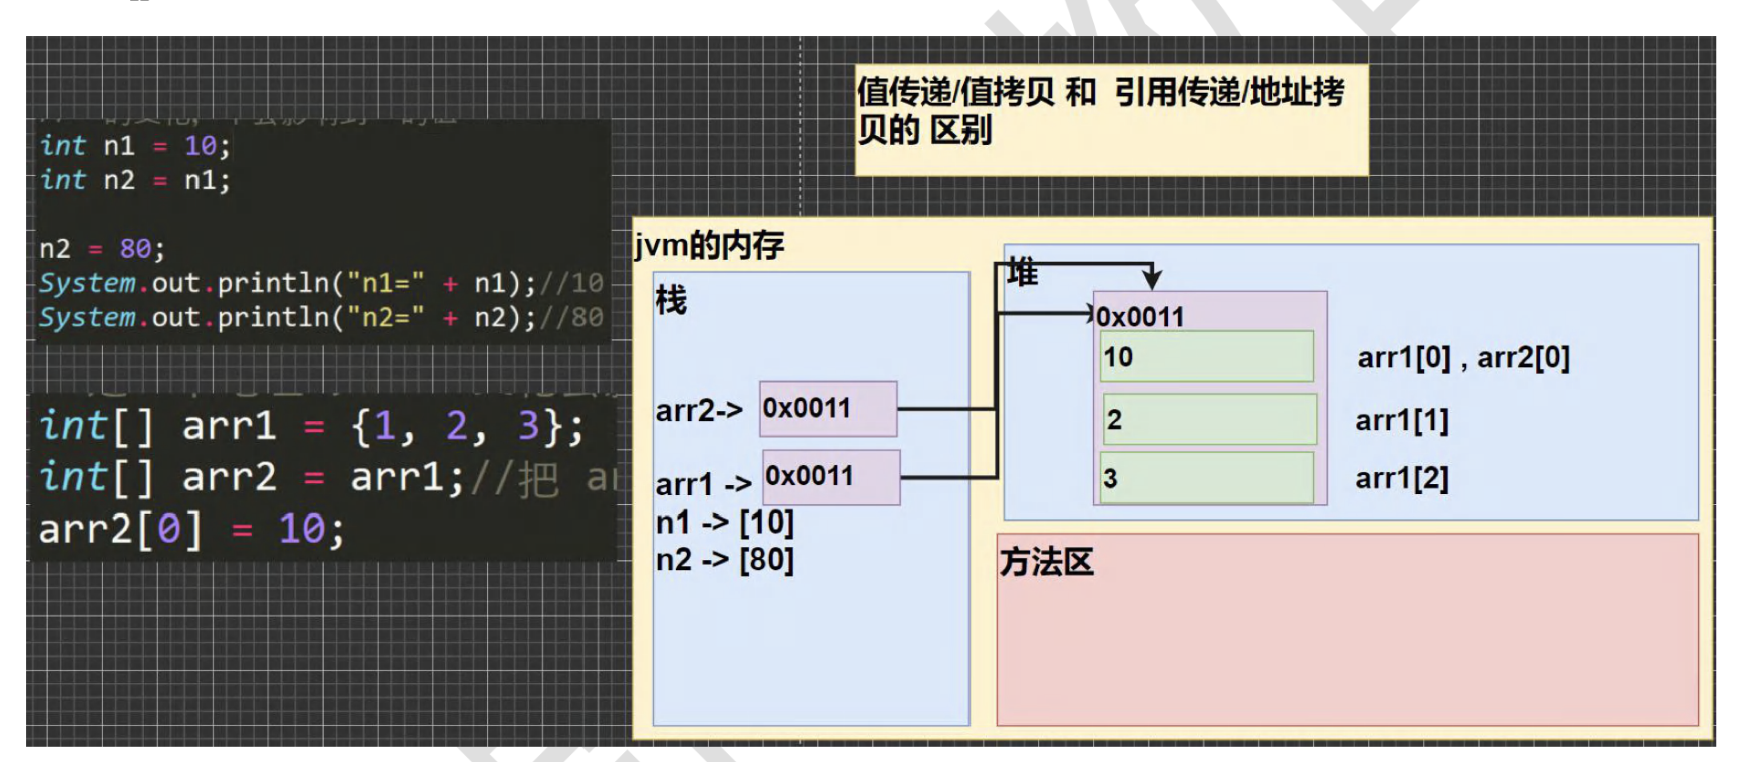 值传递/值拷贝 和 引用传递/地址拷
贝的 区别
int n1 = 10;
int n2 = n1;
n2 = 80;
System.out.println("n1=" + n1);//10
System.out.println("n2=" + n2);//80
int[] arr1 = {1, 2, 3};
int[] arr2 = arr1;//把
arr2[0] = 10;
jvm的内存
栈
arr2-> 0x0011
arr1 -> 0x0011
n1 -> [10]
n2 -> [80]
堆
0x0011
10 arr1[0] , arr2[0]
2 arr1[1]
3 arr1[2]
方法区